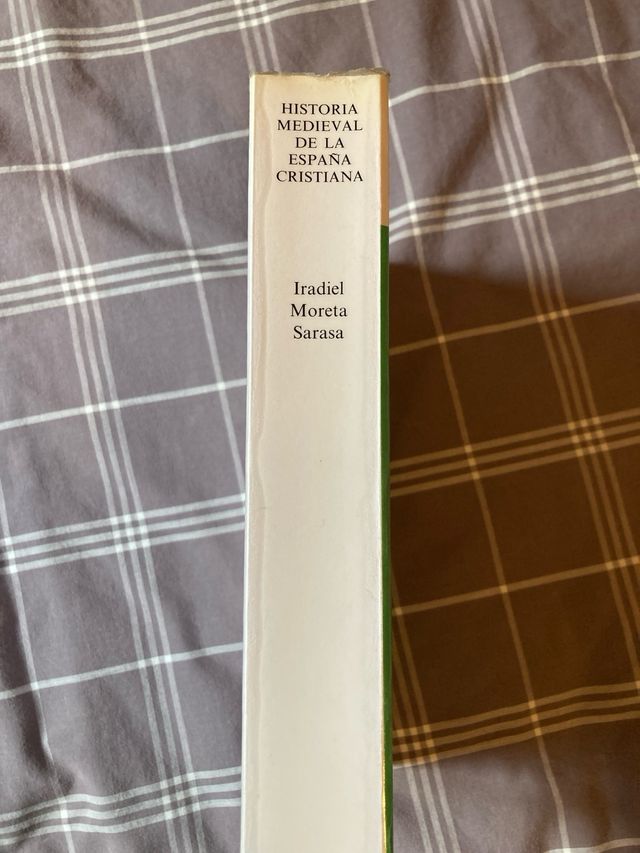 HISTORIA
MEDIEVAL
DE LA
ESPAÑA
CRISTIANA
Iradiel
Moreta
Sarasa